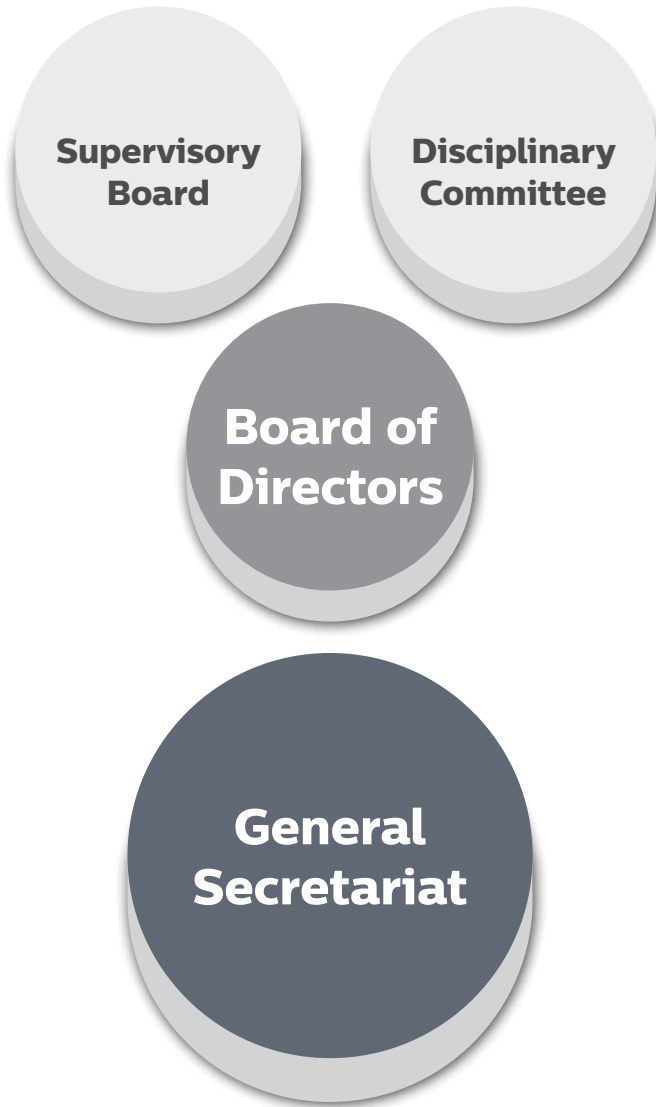 Supervisory
Board
Disciplinary
Committee
Board of
Directors
General
Secretariat